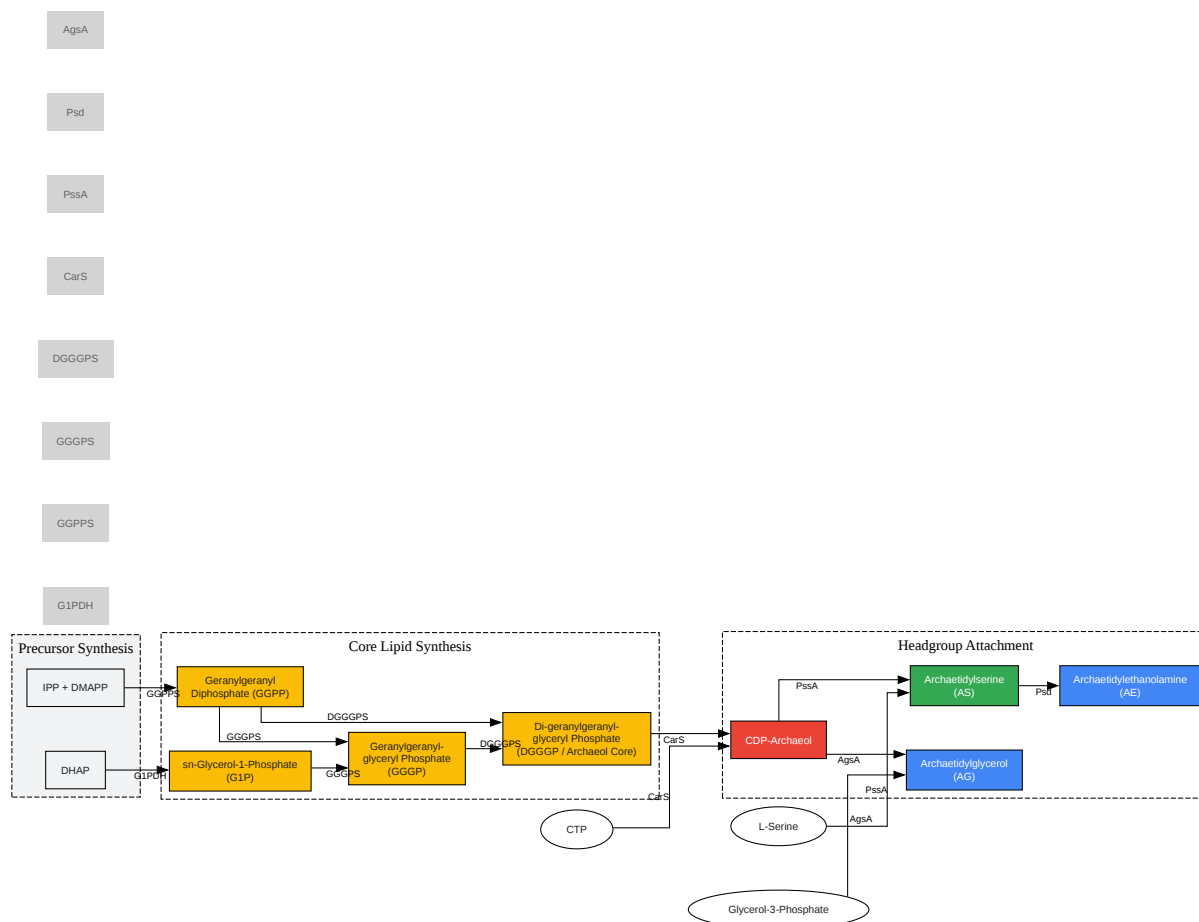 AgsA
Psd
PssA
CarS
DGGGPS
GGGPS
GGPPS
G1PDH
Precursor Synthesis
IPP + DMAPP
DHAP
GGPPS
G1PDH
Core Lipid Synthesis
Geranylgeranyl
Diphosphate (GGPP)
DGGGPS
GGGPS
sn-Glycerol-1-Phosphate
(G1P)
GGGPS
Geranylgeranyl-
glyceryl Phosphate
(GGGP)
DGGGPS
Di-geranylgeranyl-
glyceryl Phosphate
(DGGGP / Archaeol Core)
CarS
CarS
CTP
Headgroup Attachment
CDP-Archaeol
PssA
Archaetidylserine
(AS)
Psd
Archaetidylethanolamine
(AE)
AgsA
Archaetidylglycerol
(AG)
PssA
L-Serine
AgsA
Glycerol-3-Phosphate